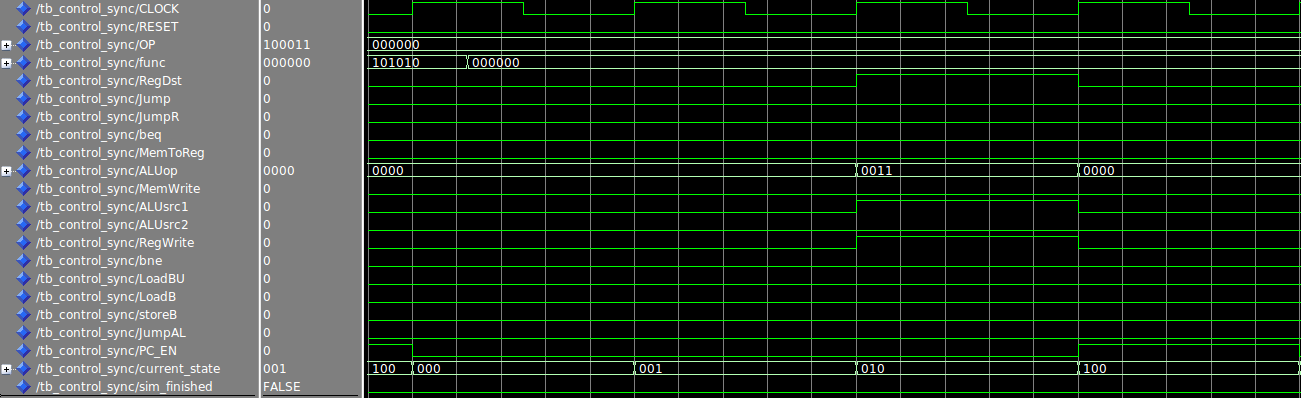 /tb_control_sync/CLOCK 0
/tb_control_sync/RESET 0
/tb_control_sync/OP 100011 000000
/tb_control_sync/func 000000 101010 000000
/tb_control_sync/RegDst 0
/tb_control_sync/Jump 0
/tb_control_sync/JumpR 0
/tb_control_sync/beq 0
/tb_control_sync/MemToReg 0
/tb_control_sync/ALUop 0000 0000 0011 0000
/tb_control_sync/MemWrite 0
/tb_control_sync/ALUsrc1 0
/tb_control_sync/ALUsrc2 0
/tb_control_sync/RegWrite 0
/tb_control_sync/bne 0
/tb_control_sync/LoadBU 0
/tb_control_sync/LoadB 0
/tb_control_sync/storeB 0
/tb_control_sync/JumpAL 0
/tb_control_sync/PC_EN 0
/tb_control_sync/current_state 001 100 000 001 010 100
/tb_control_sync/sim_finished FALSE